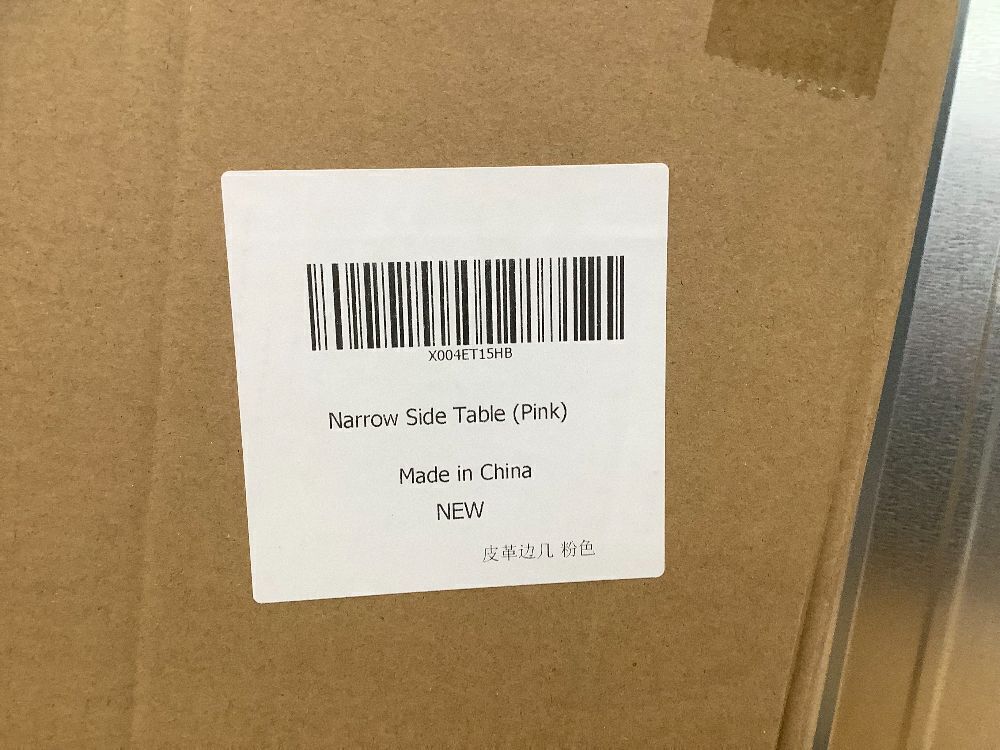 X004ET15HB
Narrow Side Table (Pink)
Made in China
NEW
皮革边几 粉色